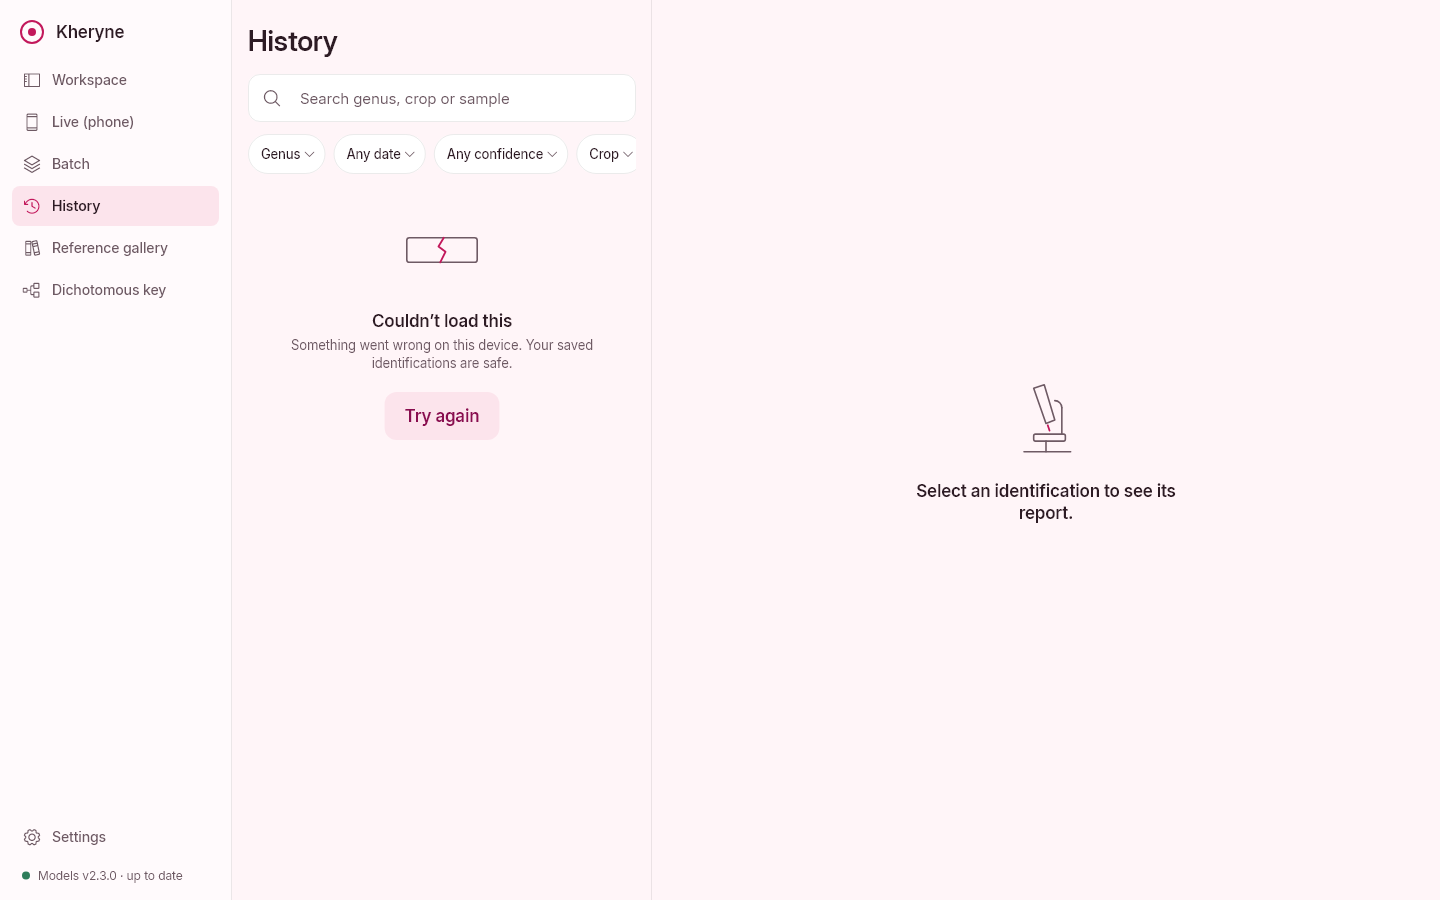 Kheryne
Workspace
Live (phone)
Batch
History
Reference gallery
Dichotomous key
Settings
Models v2.3.0 · up to date
History
Search genus, crop or sample
Genus
Any date
Any confidence
Crop
Couldn’t load this
Something went wrong on this device. Your saved
identifications are safe.
Try again
Select an identification to see its
report.